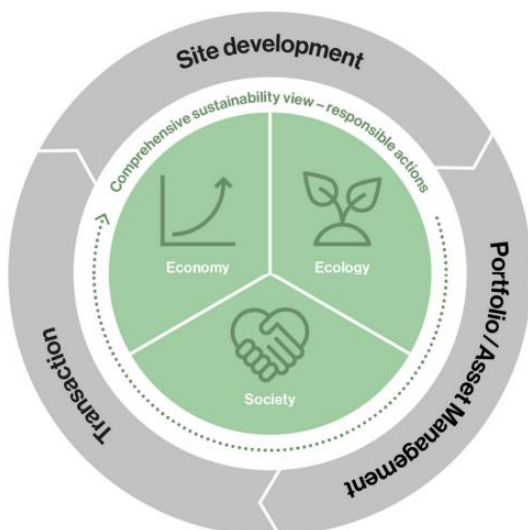 Site development
Comprehensive sustainability view – responsible actions
Economy
Ecology
Society
Portfolio / Asset Management
Transaction